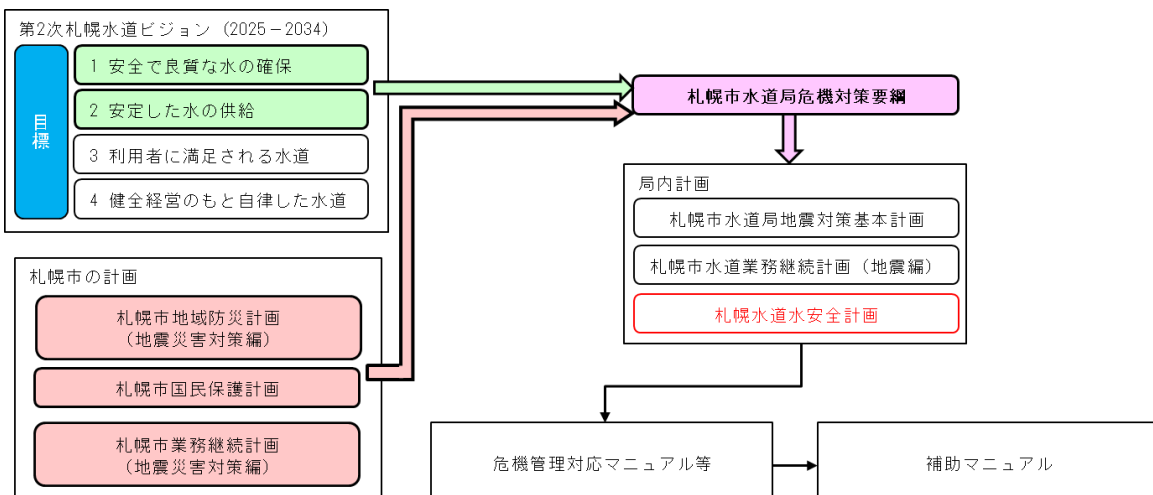 第2次札幌水道ビジョン（2025－2034）
目標
1 安全で良質な水の確保
2 安定した水の供給
3 利用者に満足される水道
4 健全経営のもと自律した水道
札幌市の計画
札幌市地域防災計画
（地震災害対策編）
札幌市国民保護計画
札幌市業務継続計画
（地震災害対策編）
札幌市水道局危機対策要綱
局内計画
札幌市水道局地震対策基本計画
札幌市水道業務継続計画（地震編）
札幌水道水安全計画
危機管理対応マニュアル等
補助マニュアル